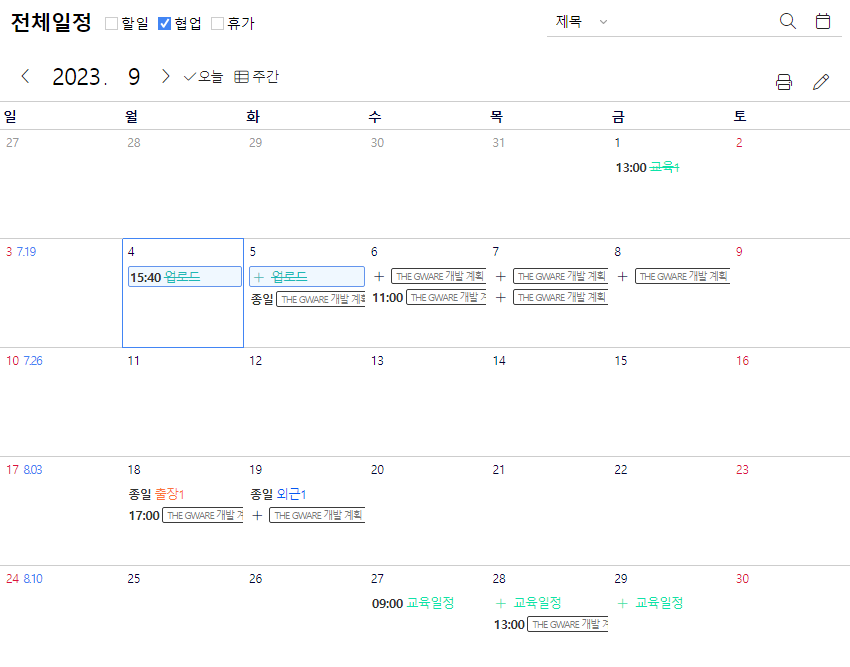 전체일정 할일 협업 휴가 제목
2023. 9 오늘 주간
일 월 화 수 목 금 토
27 28 29 30 31 1 2
13:00 교육1
3 7.19 4 5 6 7 8 9
15:40 업로드 + 업로드 + THE GWARE 개발 계획 + THE GWARE 개발 계획 + THE GWARE 개발 계획
종일 THE GWARE 개발 계획 11:00 THE GWARE 개발 + THE GWARE 개발 계획
10 7.26 11 12 13 14 15 16
17 8.03 18 19 20 21 22 23
종일 출장1 종일 외근1
17:00 THE GWARE 개발 + THE GWARE 개발 계획
24 8.10 25 26 27 28 29 30
09:00 교육일정 + 교육일정 + 교육일정
13:00 THE GWARE 개발